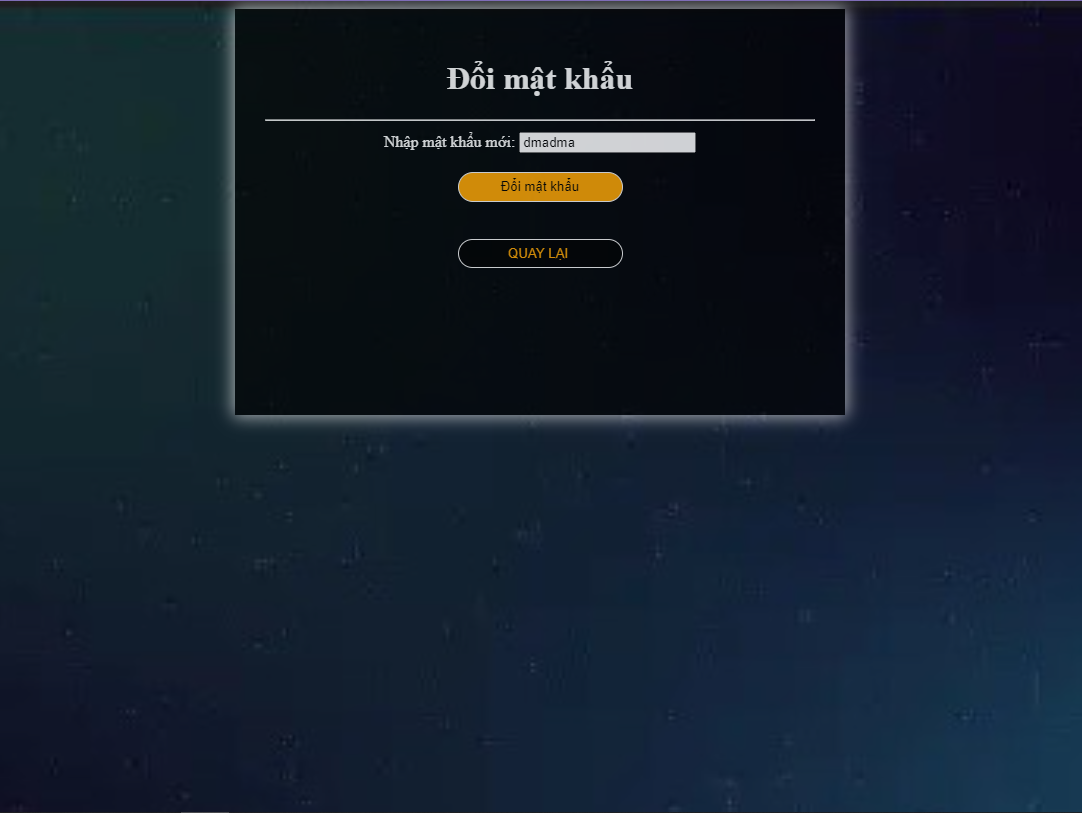 Đổi mật khẩu
Nhập mật khẩu mới: dmadma
Đổi mật khẩu
QUAY LẠI